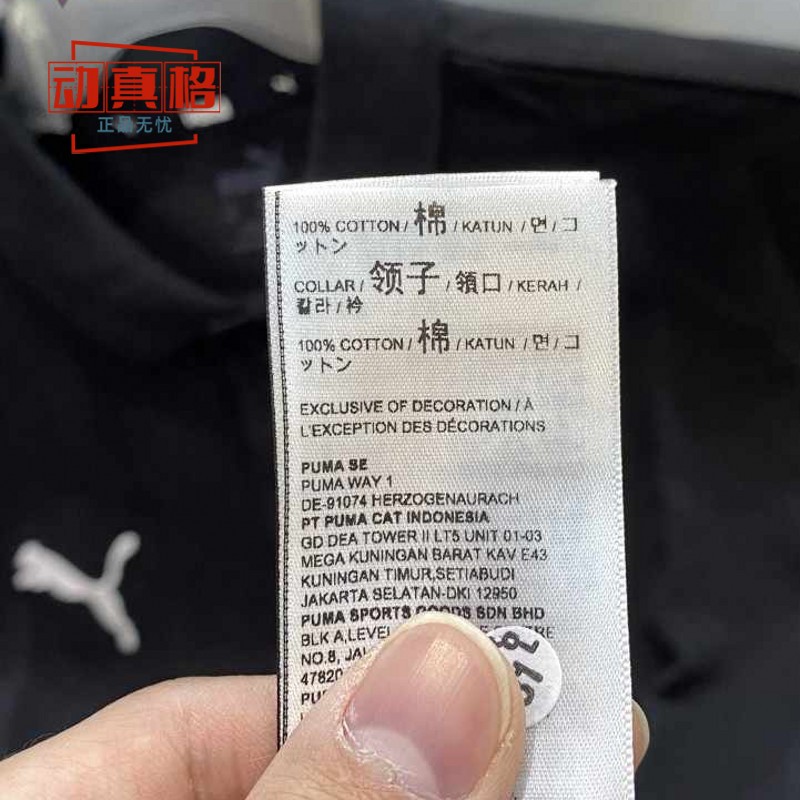 动真格
正品无忧
100% COTTON / 棉 / KATUN / 면 / コ
ットン
COLLAR / 领子 / 領口 / KERAH /
칼라 / 衿
100% COTTON / 棉 / KATUN / 면 / コ
ットン
EXCLUSIVE OF DECORATION / À
L'EXCEPTION DES DÉCORATIONS
PUMA SE
PUMA WAY 1
DE-91074 HERZOGENAURACH
PT PUMA CAT INDONESIA
GD DEA TOWER II LT5 UNIT 01-03
MEGA KUNINGAN BARAT KAV E43
KUNINGAN TIMUR,SETIABUDI
JAKARTA SELATAN-DKI 12950
PUMA SPORTS GOODS SDN BHD
BLK A,LEVEL
NO.8,